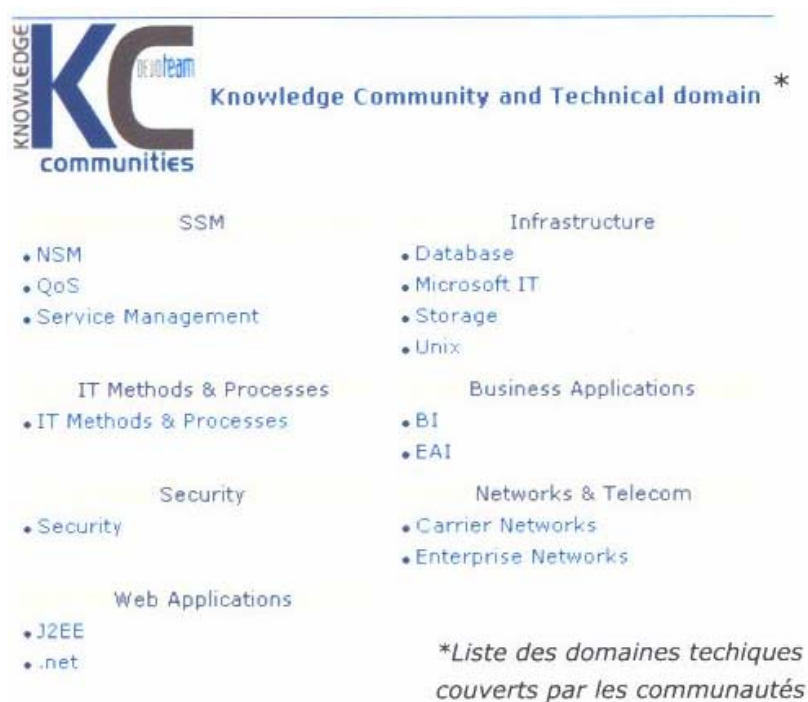 KNOWLEDGE
KC
communities
Knowledge Community and Technical domain *
SSM
• NSM
• QoS
• Service Management
Infrastructure
• Database
• Microsoft IT
• Storage
• Unix
IT Methods & Processes
• IT Methods & Processes
Business Applications
• BI
• EAI
Security
• Security
Networks & Telecom
• Carrier Networks
• Enterprise Networks
Web Applications
• J2EE
• .net
*Liste des domaines techiques
couverts par les communautés